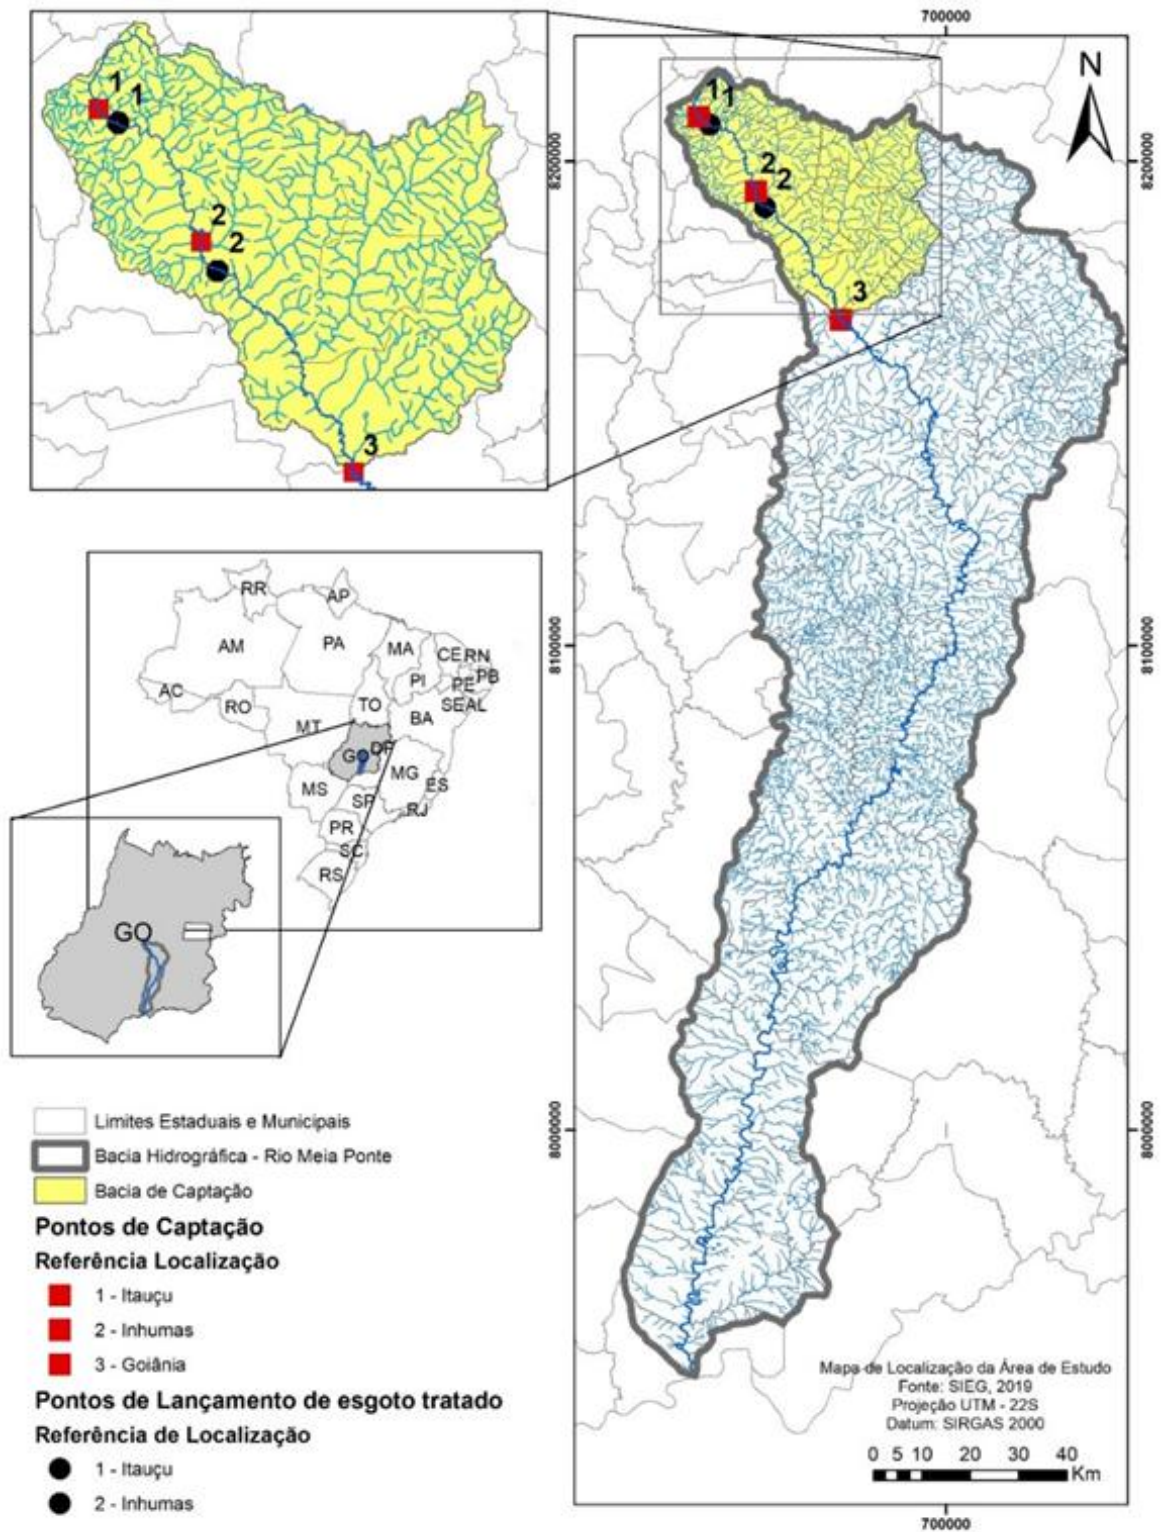 700000
N
1
1
2
2
3
1
1
2
2
3
8200000
8200000
8100000
8100000
8000000
8000000
RR
AP
AM
PA
MA
CE
RN
PB
PI
PE
AC
RO
TO
SE
AL
MT
BA
GO
DF
MG
ES
MS
SP
RJ
PR
SC
RS
GO
Limites Estaduais e Municipais
Bacia Hidrográfica - Rio Meia Ponte
Bacia de Captação
Pontos de Captação
Referência Localização
1 - Itauçu
2 - Inhumas
3 - Goiânia
Pontos de Lançamento de esgoto tratado
Referência de Localização
1 - Itauçu
2 - Inhumas
Mapa de Localização da Área de Estudo
Fonte: SIEG, 2019
Projeção UTM - 22S
Datum: SIRGAS 2000
0 5 10 20 30 40
Km
700000